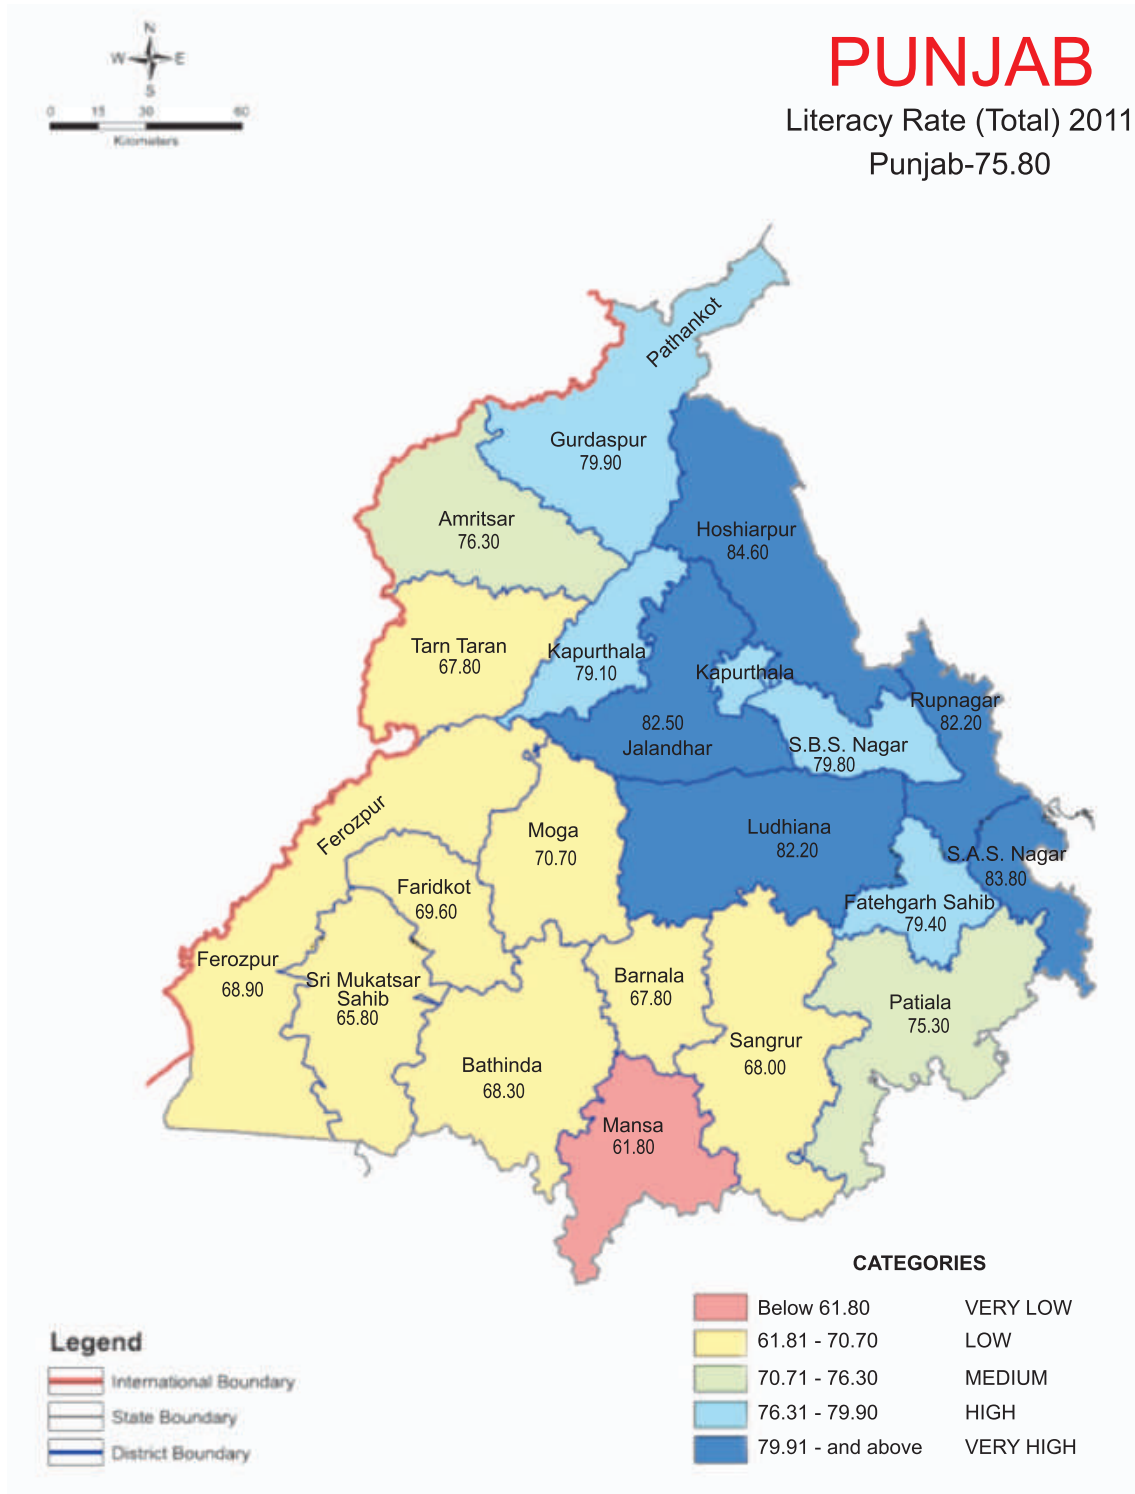 N
W E
S
0 15 30 60
Kilometers
PUNJAB
Literacy Rate (Total) 2011
Punjab-75.80
Pathankot
Gurdaspur
79.90
Amritsar
76.30
Hoshiarpur
84.60
Tarn Taran
67.80
Kapurthala
79.10
Kapurthala
Rupnagar
82.20
82.50
Jalandhar
S.B.S. Nagar
79.80
Ferozpur
Moga
70.70
Ludhiana
82.20
S.A.S. Nagar
83.80
Faridkot
69.60
Fatehgarh Sahib
79.40
Ferozpur
68.90
Sri Mukatsar
Sahib
65.80
Barnala
67.80
Patiala
75.30
Sangrur
68.00
Bathinda
68.30
Mansa
61.80
CATEGORIES
Below 61.80 VERY LOW
61.81 - 70.70 LOW
70.71 - 76.30 MEDIUM
76.31 - 79.90 HIGH
79.91 - and above VERY HIGH
Legend
International Boundary
State Boundary
District Boundary